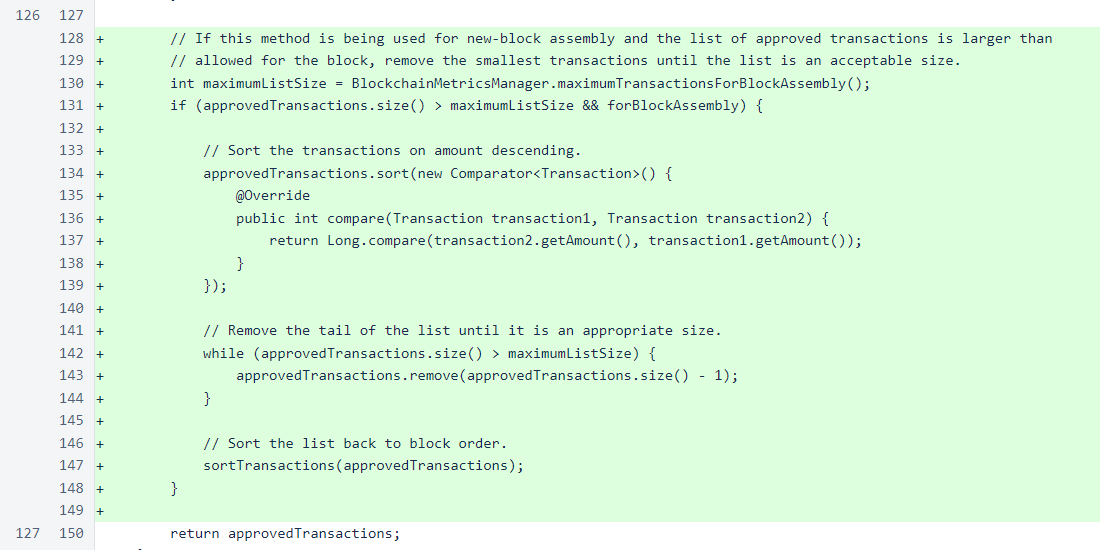 126 127
128 + // If this method is being used for new-block assembly and the list of approved transactions is larger than
129 + // allowed for the block, remove the smallest transactions until the list is an acceptable size.
130 + int maximumListSize = BlockchainMetricsManager.maximumTransactionsForBlockAssembly();
131 + if (approvedTransactions.size() > maximumListSize && forBlockAssembly) {
132 +
133 + // Sort the transactions on amount descending.
134 + approvedTransactions.sort(new Comparator<Transaction>() {
135 + @Override
136 + public int compare(Transaction transaction1, Transaction transaction2) {
137 + return Long.compare(transaction2.getAmount(), transaction1.getAmount());
138 + }
139 + });
140 +
141 + // Remove the tail of the list until it is an appropriate size.
142 + while (approvedTransactions.size() > maximumListSize) {
143 + approvedTransactions.remove(approvedTransactions.size() - 1);
144 + }
145 +
146 + // Sort the list back to block order.
147 + sortTransactions(approvedTransactions);
148 + }
149 +
127 150 return approvedTransactions;